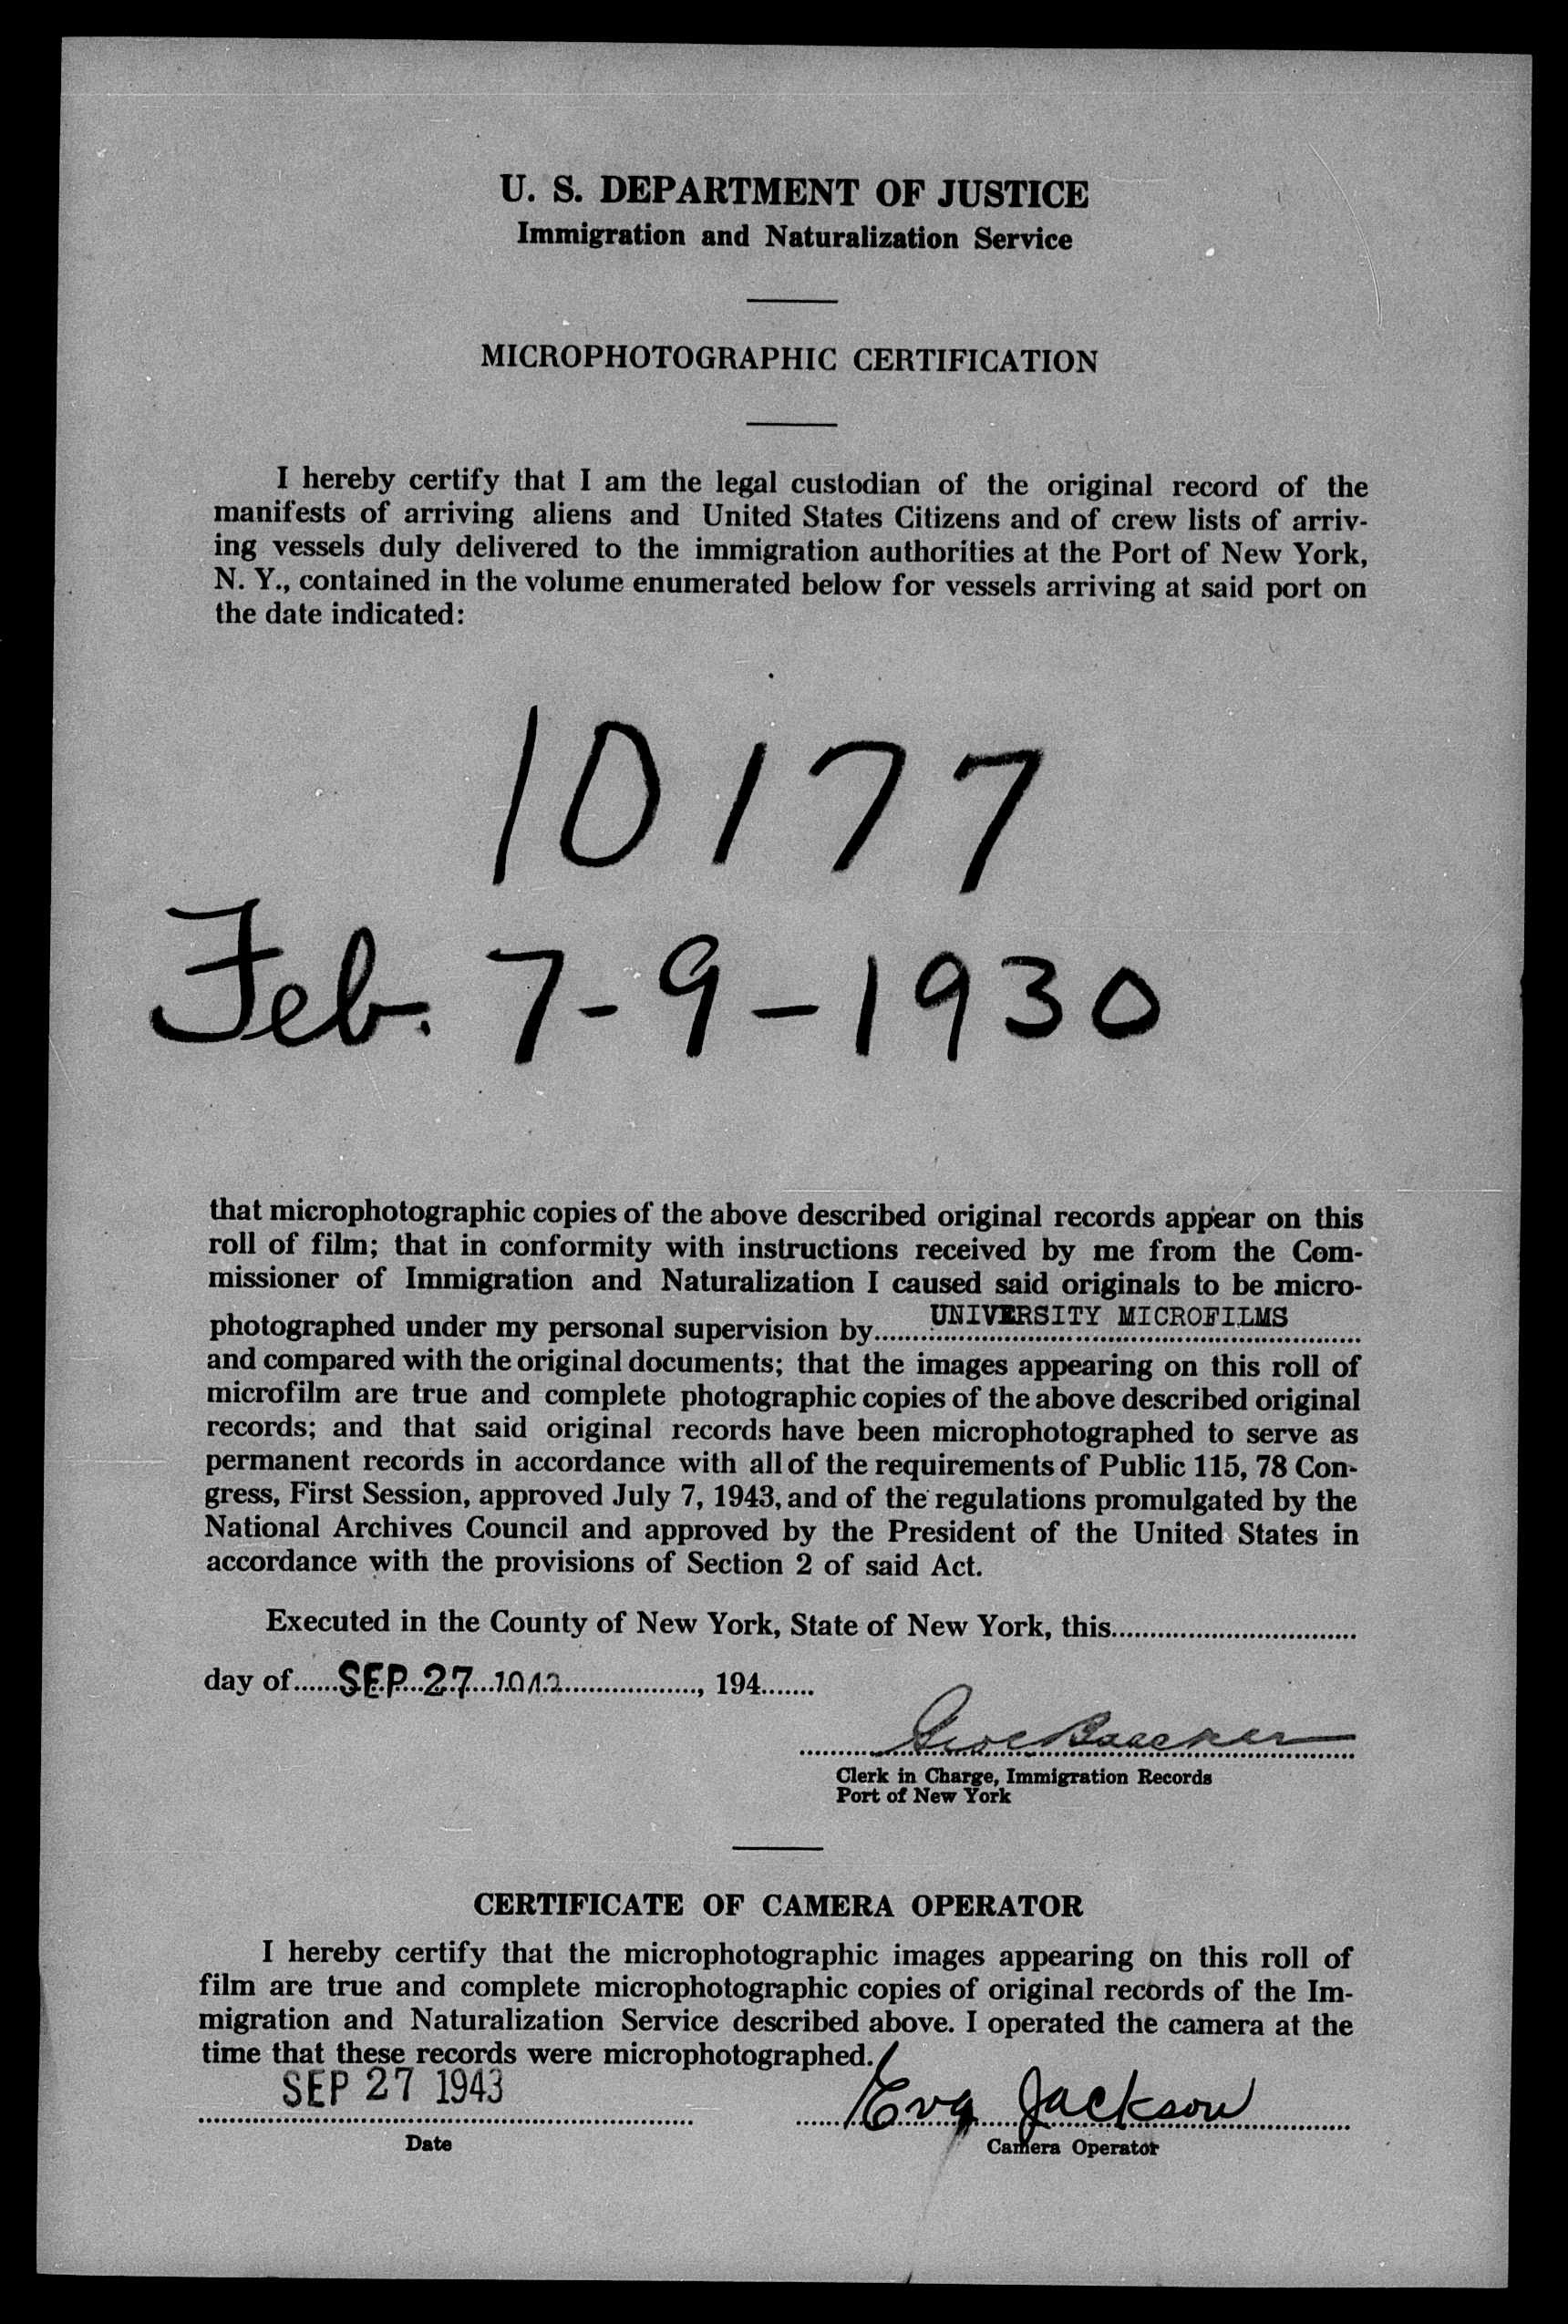 U. S. DEPARTMENT OF JUSTICE
Immigration and Naturalization Service
MICROPHOTOGRAPHIC CERTIFICATION
I hereby certify that I am the legal custodian of the original record of the
manifests of arriving aliens and United States Citizens and of crew lists of arriv-
ing vessels duly delivered to the immigration authorities at the Port of New York,
N. Y., contained in the volume enumerated below for vessels arriving at said port on
the date indicated:
10177
Feb. 7-9-1930
that microphotographic copies of the above described original records appear on this
roll of film; that in conformity with instructions received by me from the Com-
missioner of Immigration and Naturalization I caused said originals to be micro-
photographed under my personal supervision by UNIVERSITY MICROFILMS
and compared with the original documents; that the images appearing on this roll of
microfilm are true and complete photographic copies of the above described original
records; and that said original records have been microphotographed to serve as
permanent records in accordance with all of the requirements of Public 115, 78 Con-
gress, First Session, approved July 7, 1943, and of the regulations promulgated by the
National Archives Council and approved by the President of the United States in
accordance with the provisions of Section 2 of said Act.
Executed in the County of New York, State of New York, this
day of SEP 27 , 194
Clerk in Charge, Immigration Records
Port of New York
CERTIFICATE OF CAMERA OPERATOR
I hereby certify that the microphotographic images appearing on this roll of
film are true and complete microphotographic copies of original records of the Im-
migration and Naturalization Service described above. I operated the camera at the
time that these records were microphotographed.
SEP 27 1943 Eva Jackson
Date Camera Operator